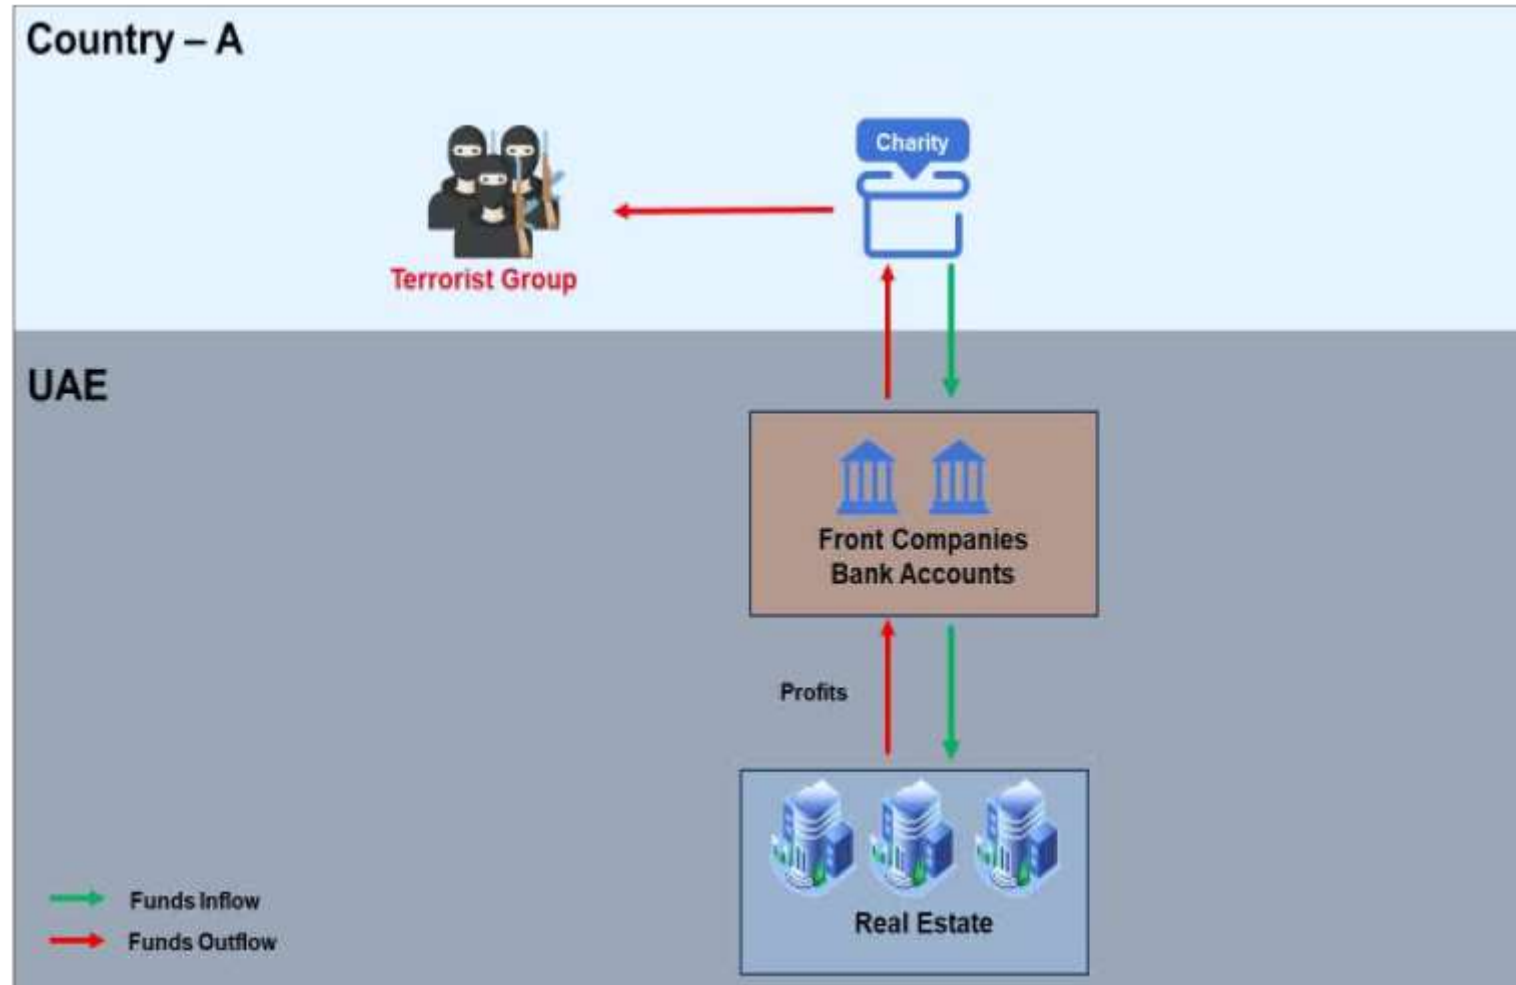 Country – A
Charity
Terrorist Group
UAE
Front Companies
Bank Accounts
Profits
Real Estate
Funds Inflow
Funds Outflow